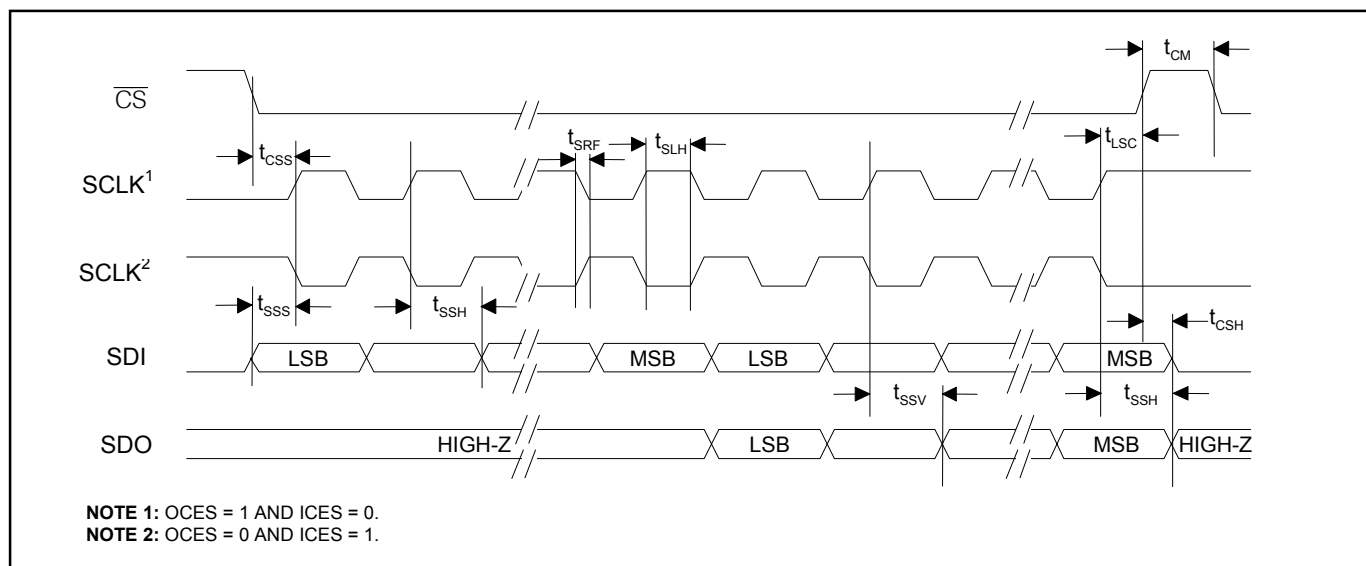 tCM
CS
tLSC
tSRF
tSLH
tCSS
SCLK1
SCLK2
tSSS
tSSH
tCSH
SDI
LSB
MSB
LSB
MSB
tSSV
tSSH
SDO
HIGH-Z
LSB
MSB
HIGH-Z
NOTE 1: OCES = 1 AND ICES = 0.
NOTE 2: OCES = 0 AND ICES = 1.